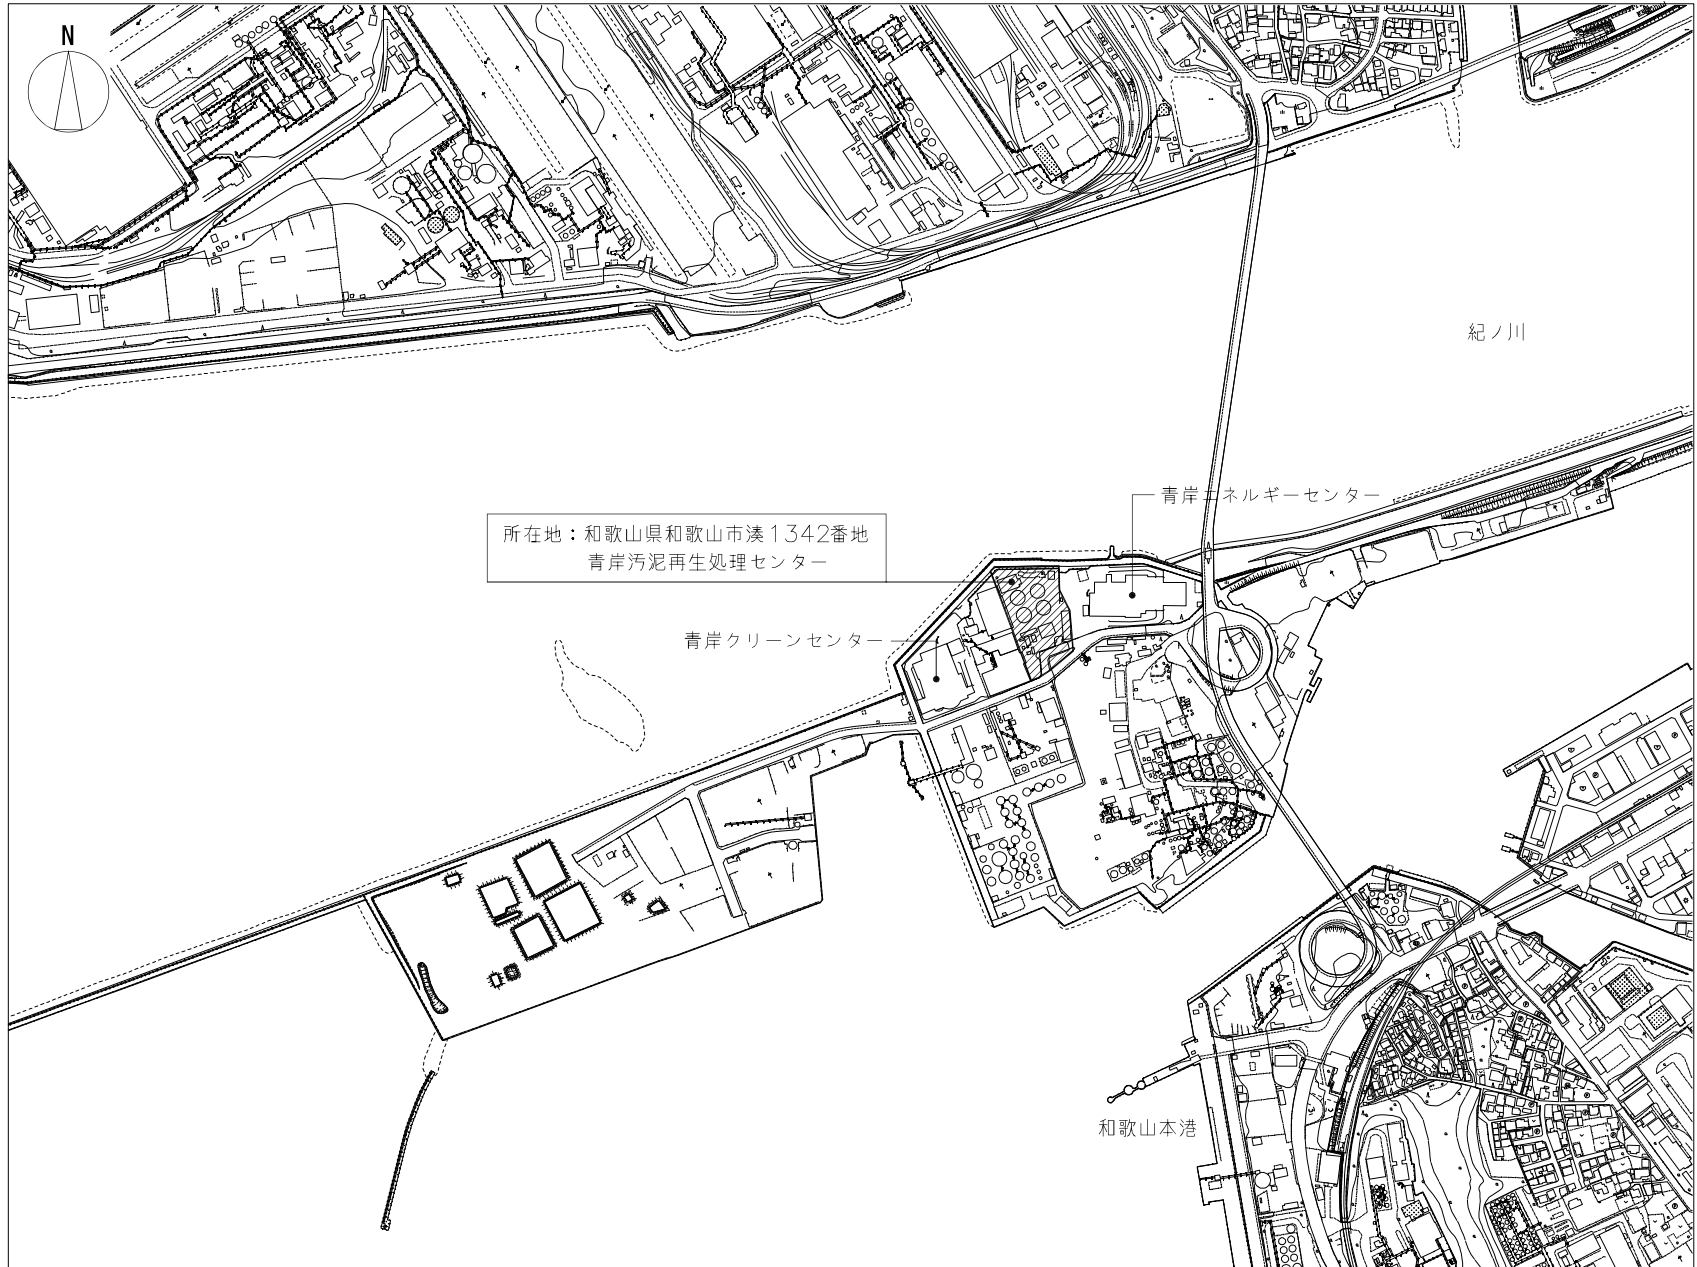 N
紀ノ川
青岸エネルギーセンター
所在地：和歌山県和歌山市湊1342番地
青岸汚泥再生処理センター
青岸クリーンセンター
和歌山本港